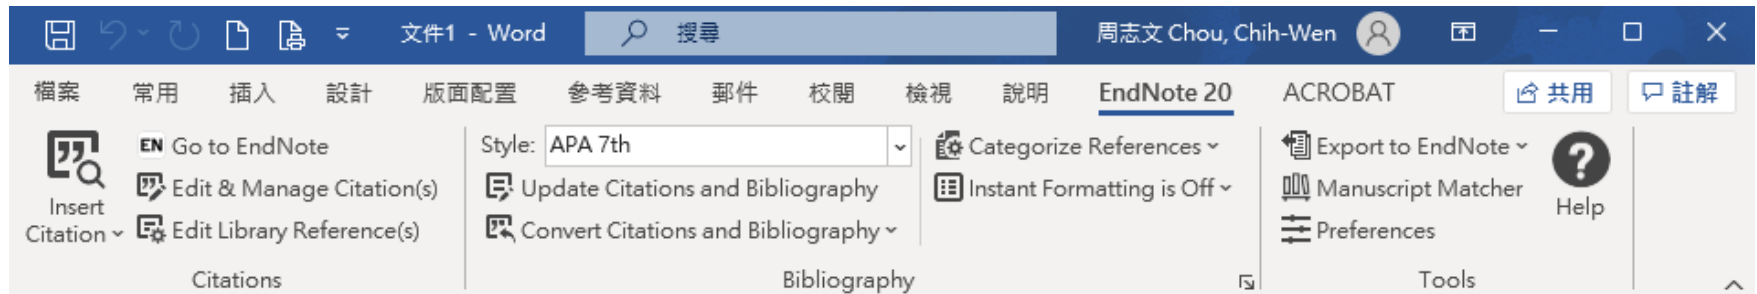 文件1 - Word
搜尋
周志文 Chou, Chih-Wen
檔案 常用 插入 設計 版面配置 參考資料 郵件 校閱 檢視 說明 EndNote 20 ACROBAT 共用 註解
Insert
Citation
EN Go to EndNote
Edit & Manage Citation(s)
Edit Library Reference(s)
Citations
Style: APA 7th
Update Citations and Bibliography
Convert Citations and Bibliography
Categorize References
Instant Formatting is Off
Bibliography
Export to EndNote
Manuscript Matcher
Preferences
Help
Tools